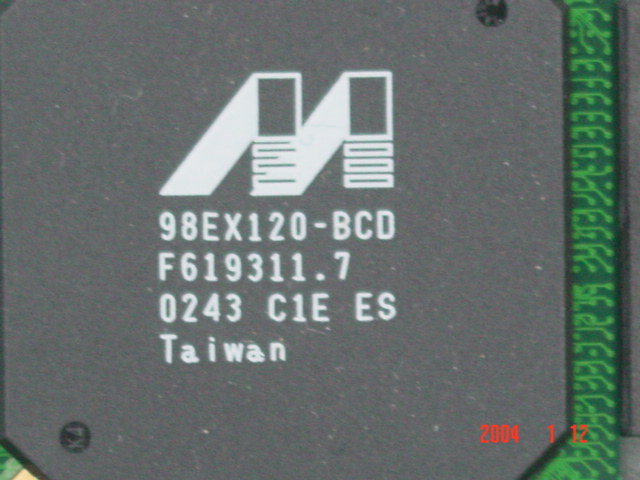 98EX120-BCD
F619311.7
0243 C1E ES
Taiwan
2004 1 12